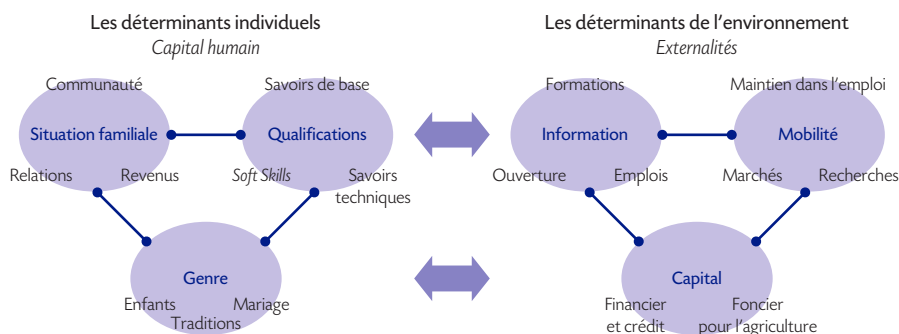 Les déterminants individuels
Capital humain
Communauté
Savoirs de base
Situation familiale
Qualifications
Relations
Revenus
Soft Skills
Savoirs
techniques
Genre
Enfants
Mariage
Traditions
Les déterminants de l'environnement
Externalités
Formations
Maintien dans l'emploi
Information
Mobilité
Ouverture
Emplois
Marchés
Recherches
Capital
Financier
et crédit
Foncier
pour l'agriculture